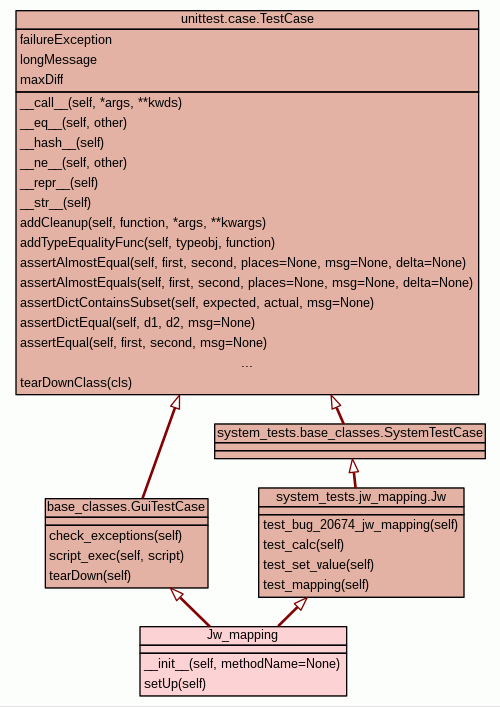 unittest.case.TestCase
failureException
longMessage
maxDiff
__call__(self, *args, **kwds)
__eq__(self, other)
__hash__(self)
__ne__(self, other)
__repr__(self)
__str__(self)
addCleanup(self, function, *args, **kwargs)
addTypeEqualityFunc(self, typeobj, function)
assertAlmostEqual(self, first, second, places=None, msg=None, delta=None)
assertAlmostEquals(self, first, second, places=None, msg=None, delta=None)
assertDictContainsSubset(self, expected, actual, msg=None)
assertDictEqual(self, d1, d2, msg=None)
assertEqual(self, first, second, msg=None)
...
tearDownClass(cls)
system_tests.base_classes.SystemTestCase
base_classes.GuiTestCase
check_exceptions(self)
script_exec(self, script)
tearDown(self)
system_tests.jw_mapping.Jw
test_bug_20674_jw_mapping(self)
test_calc(self)
test_set_value(self)
test_mapping(self)
Jw_mapping
__init__(self, methodName=None)
setUp(self)